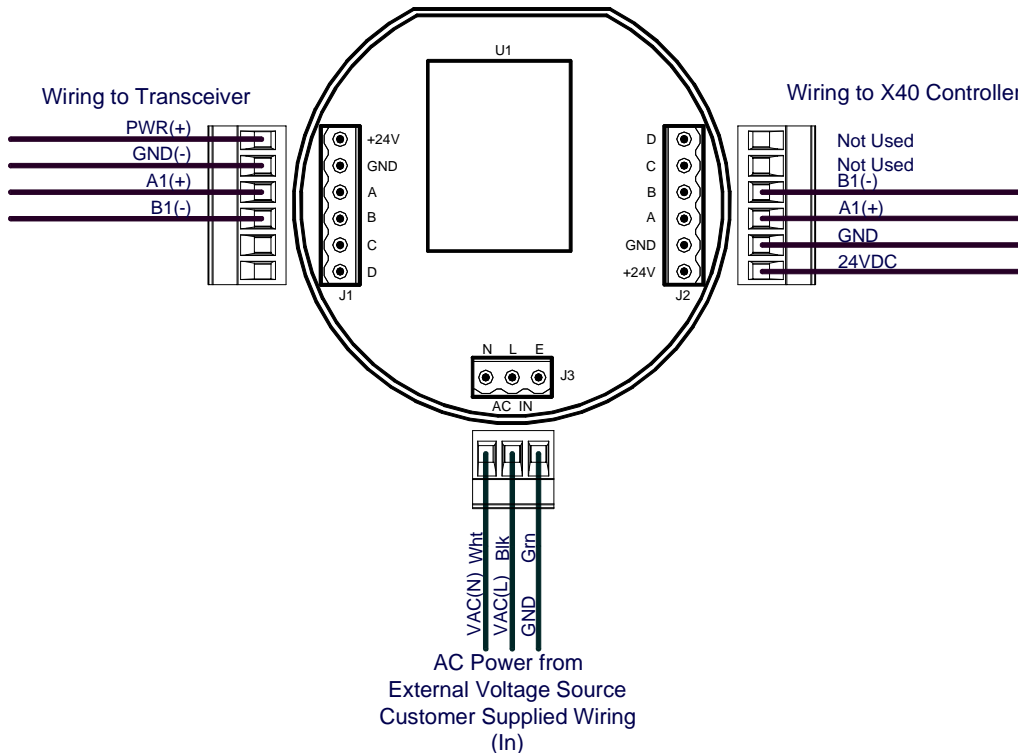 U1
Wiring to Transceiver
PWR(+)
GND(-)
A1(+)
B1(-)
+24V
GND
A
B
C
D
J1
D
C
B
A
GND
+24V
J2
Wiring to X40 Controller
Not Used
Not Used
B1(-)
A1(+)
GND
24VDC
N L E
J3
AC IN
VAC(N) Wht
VAC(L) Blk
GND Grn
AC Power from
External Voltage Source
Customer Supplied Wiring
(In)